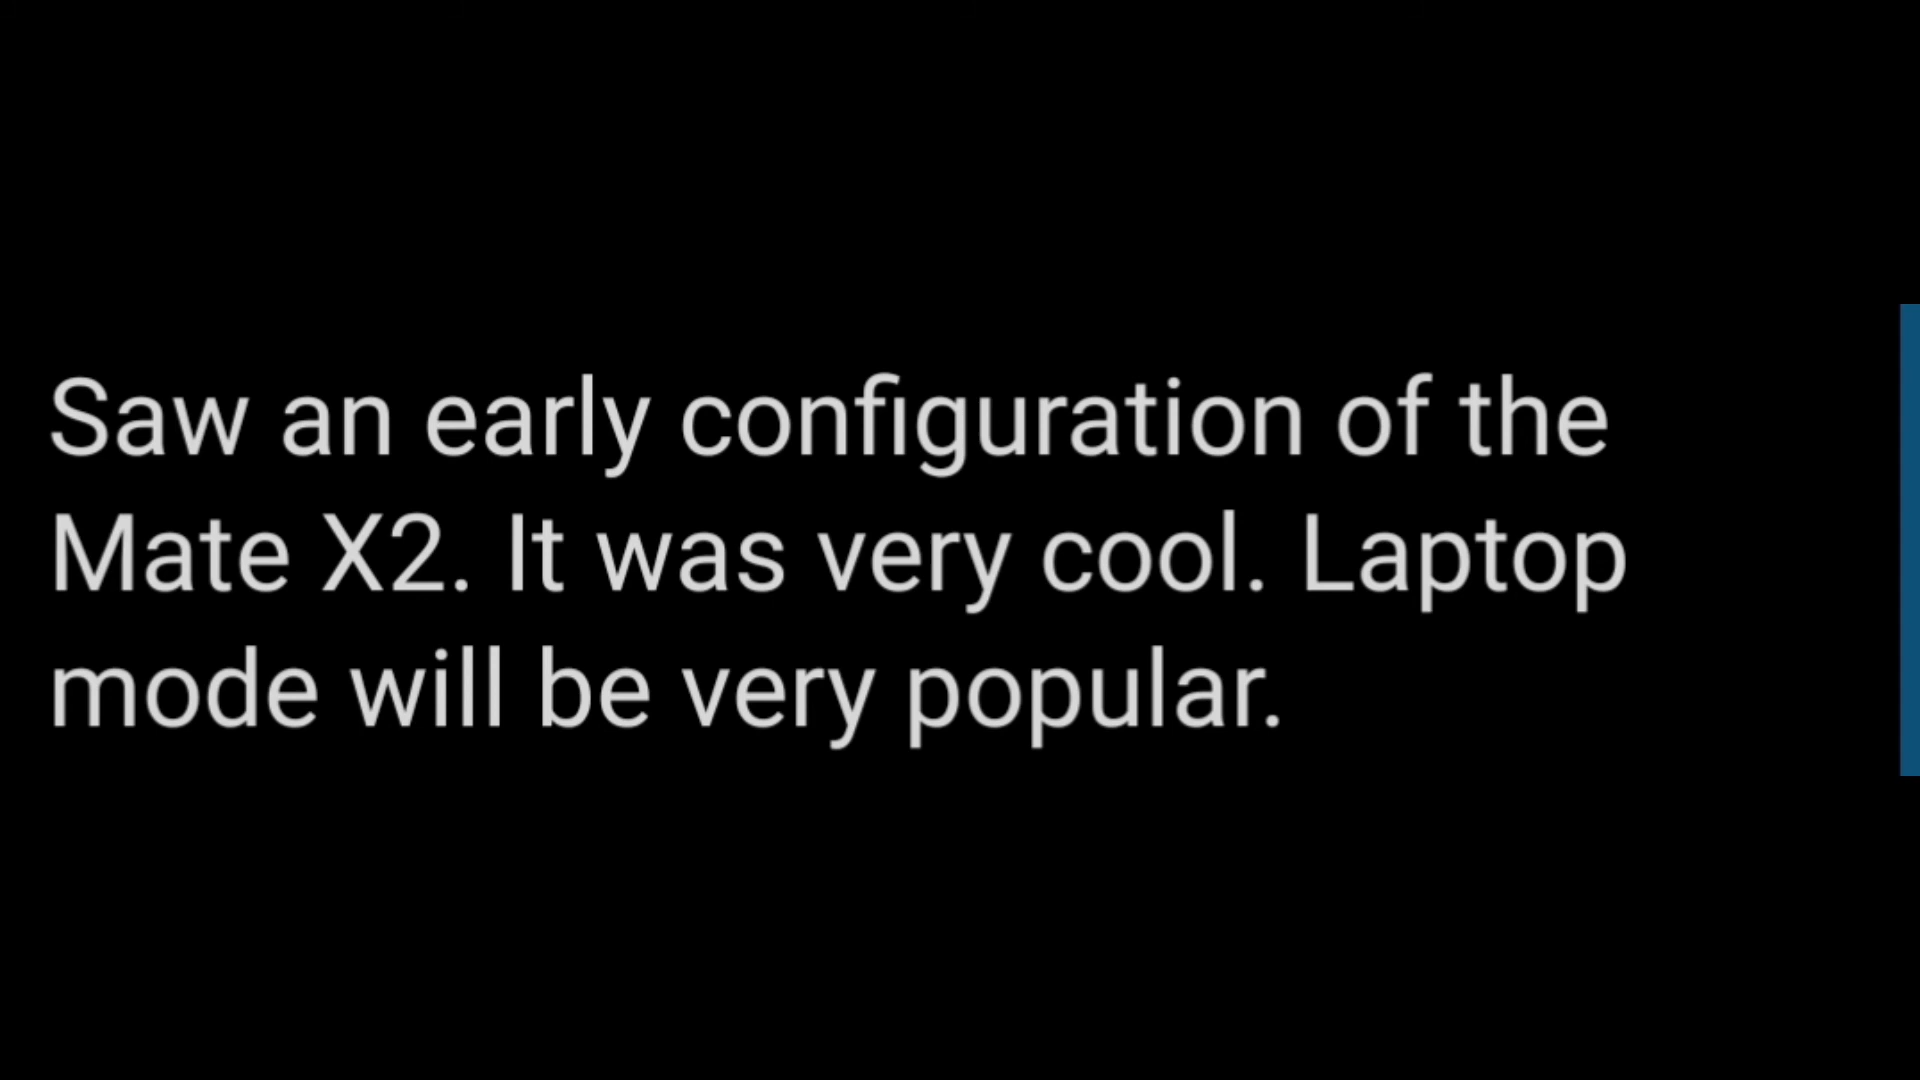 Saw an early configuration of the
Mate X2. It was very cool. Laptop
mode will be very popular.